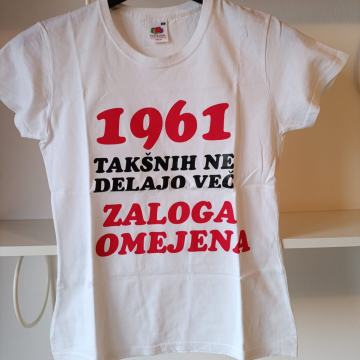 1961
TAKŠNIH NE
DELAJO VEČ
ZALOGA
OMEJENA